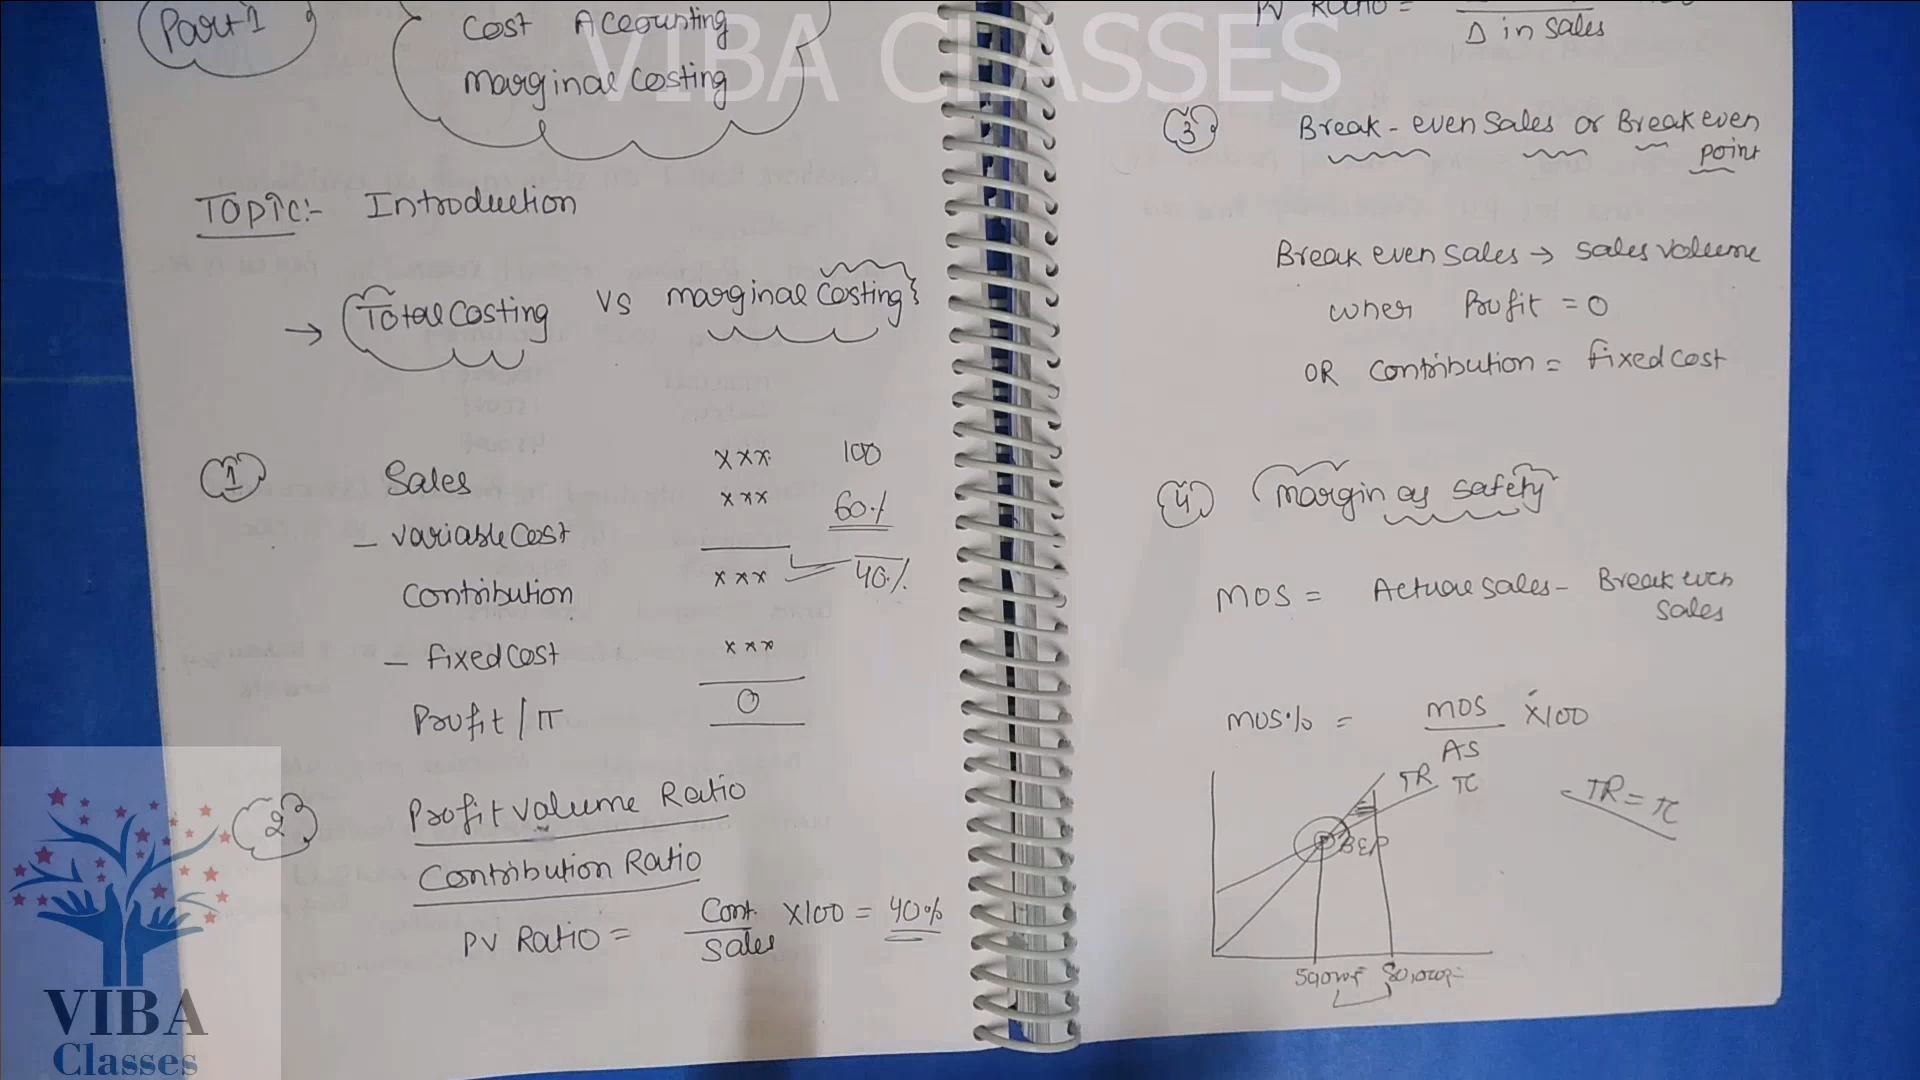 Part 1
Cost Accounting
marginal costing
VIBA CLASSES
TOPIC:- Introduction
→ Total costing vs marginal costing
1
Sales xxx 100
- variable cost xxx 60%
Contribution xxx 40%
- fixed cost xxx
Profit / π 0
2
Profit volume Ratio
Contribution Ratio
PV Ratio = Cont. / Sales x100 = 40%
PV Ratio =
Δ in sales
3
Break-even Sales or Break even
point
Break even sales → sales volume
when Profit = 0
OR Contribution = fixed cost
4
margin of safety
MOS = Actual sales - Break even
sales
MOS% = MOS / AS x100
TR
TC
TR = TC
BEP
VIBA
Classes